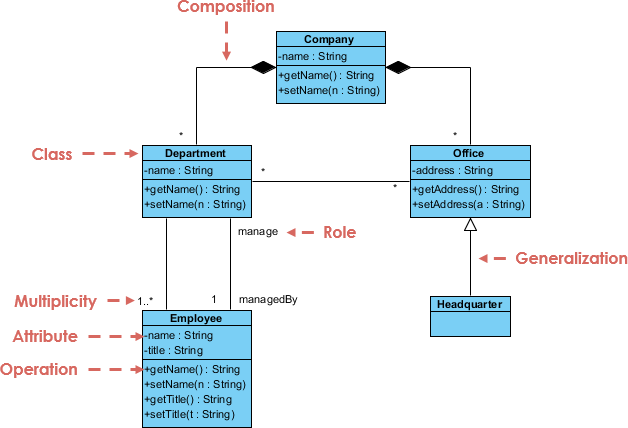 Composition
Company
-name : String
+getName() : String
+setName(n : String)
*
*
Class
Department
-name : String
+getName() : String
+setName(n : String)
*
*
Office
-address : String
+getAddress() : String
+setAddress(a : String)
manage
Role
Generalization
Multiplicity
1..*
1
managedBy
Headquarter
Attribute
Operation
Employee
-name : String
-title : String
+getName() : String
+setName(n : String)
+getTitle() : String
+setTitle(t : String)